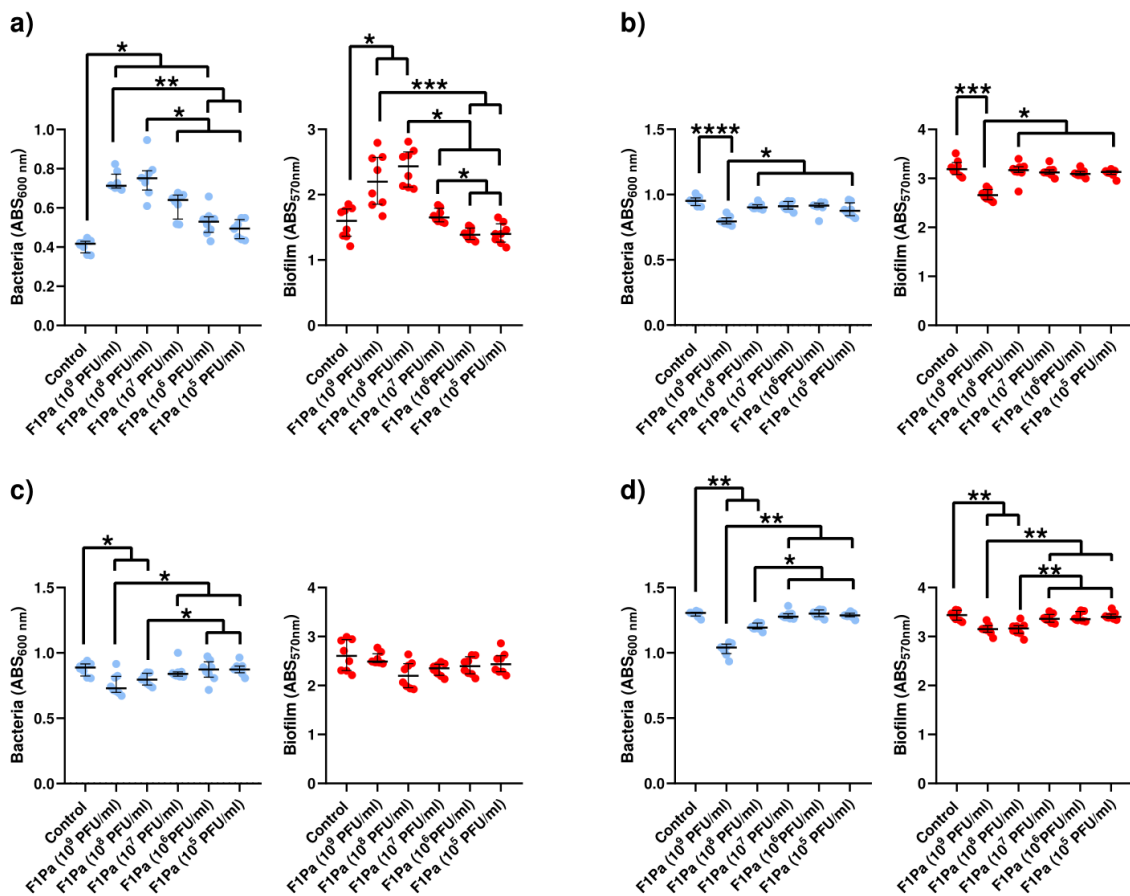 a)
*
**
*
Bacteria (ABS600 nm)
1.0
0.8
0.6
0.4
0.2
0.0
Control
F1Pa (10⁹ PFU/ml)
F1Pa (10⁸ PFU/ml)
F1Pa (10⁷ PFU/ml)
F1Pa (10⁶ PFU/ml)
F1Pa (10⁵ PFU/ml)
*
***
*
*
Biofilm (ABS570nm)
3
2
1
0
Control
F1Pa (10⁹ PFU/ml)
F1Pa (10⁸ PFU/ml)
F1Pa (10⁷ PFU/ml)
F1Pa (10⁶PFU/ml)
F1Pa (10⁵ PFU/ml)
b)
****
*
Bacteria (ABS600 nm)
1.5
1.0
0.5
0.0
Control
F1Pa (10⁹ PFU/ml)
F1Pa (10⁸ PFU/ml)
F1Pa (10⁷ PFU/ml)
F1Pa (10⁶PFU/ml)
F1Pa (10⁵ PFU/ml)
***
*
Biofilm (ABS570nm)
4
3
2
1
0
Control
F1Pa (10⁹ PFU/ml)
F1Pa (10⁸ PFU/ml)
F1Pa (10⁷ PFU/ml)
F1Pa (10⁶PFU/ml)
F1Pa (10⁵ PFU/ml)
c)
*
*
*
Bacteria (ABS600 nm)
1.5
1.0
0.5
0.0
Control
F1Pa (10⁹ PFU/ml)
F1Pa (10⁸ PFU/ml)
F1Pa (10⁷ PFU/ml)
F1Pa (10⁶PFU/ml)
F1Pa (10⁵ PFU/ml)
Biofilm (ABS570nm)
4
3
2
1
0
Control
F1Pa (10⁹ PFU/ml)
F1Pa (10⁸ PFU/ml)
F1Pa (10⁷ PFU/ml)
F1Pa (10⁶PFU/ml)
F1Pa (10⁵ PFU/ml)
d)
**
**
*
Bacteria (ABS600 nm)
1.5
1.0
0.5
0.0
Control
F1Pa (10⁹ PFU/ml)
F1Pa (10⁸ PFU/ml)
F1Pa (10⁷ PFU/ml)
F1Pa (10⁶PFU/ml)
F1Pa (10⁵ PFU/ml)
**
**
**
Biofilm (ABS570nm)
4
3
2
1
0
Control
F1Pa (10⁹ PFU/ml)
F1Pa (10⁸ PFU/ml)
F1Pa (10⁷ PFU/ml)
F1Pa (10⁶PFU/ml)
F1Pa (10⁵ PFU/ml)